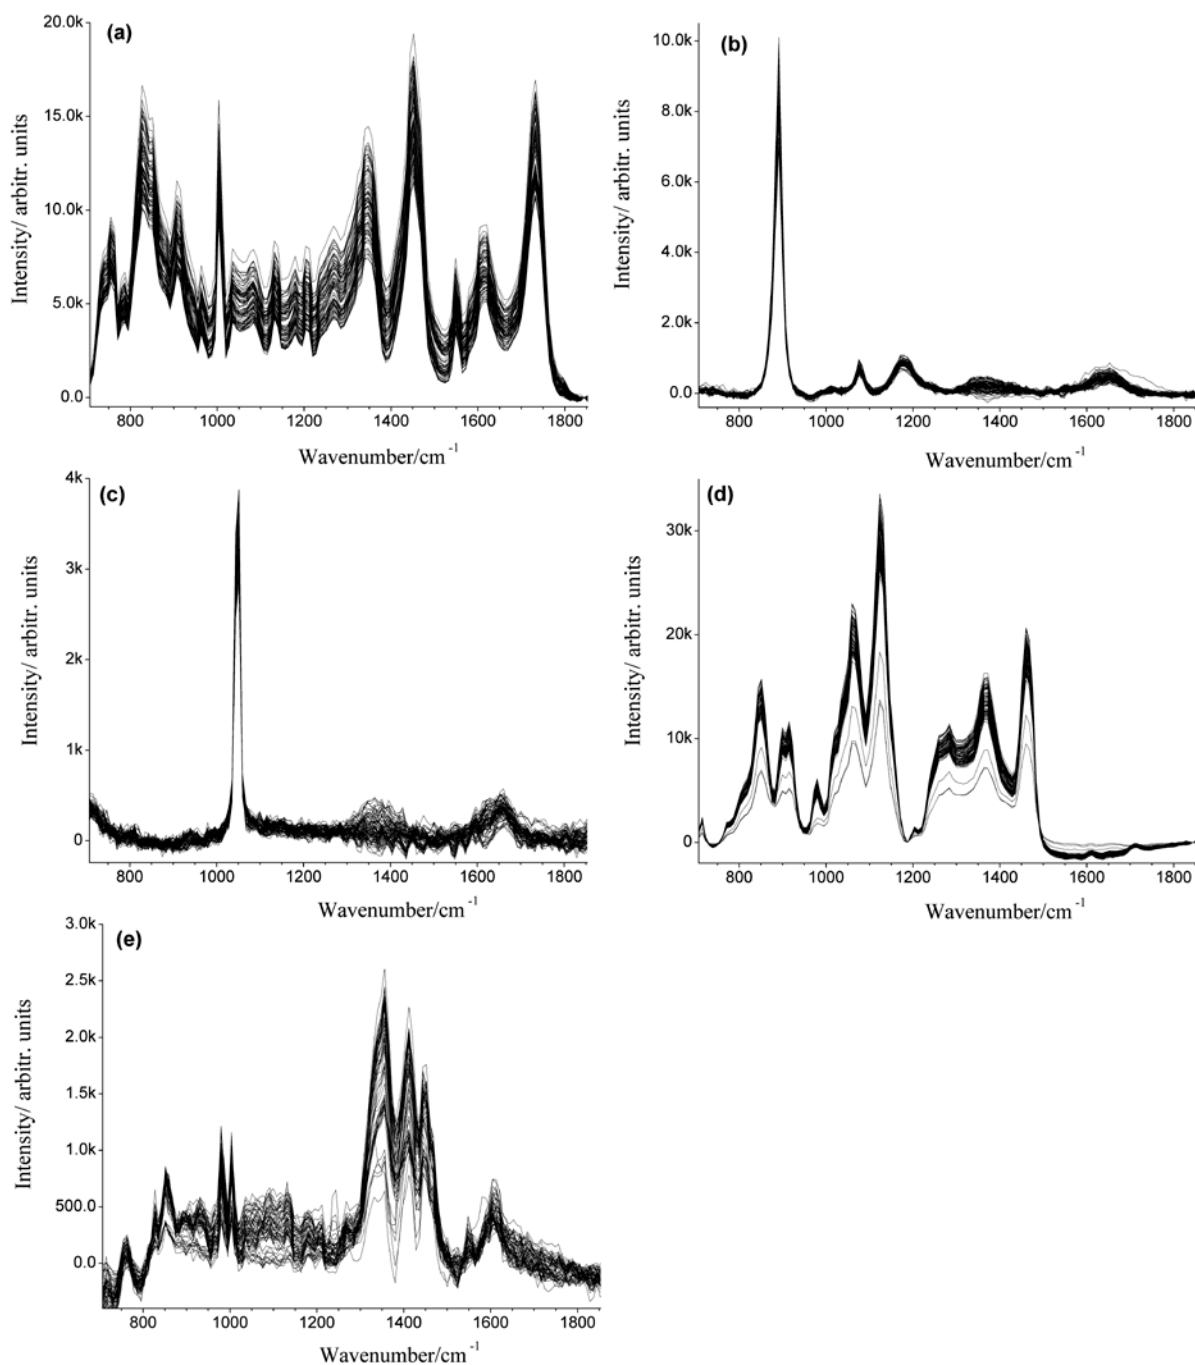 (a)
Intensity/ arbitr. units
20.0k
15.0k
10.0k
5.0k
0.0
800 1000 1200 1400 1600 1800
Wavenumber/cm⁻¹
(b)
Intensity/ arbitr. units
10.0k
8.0k
6.0k
4.0k
2.0k
0.0
800 1000 1200 1400 1600 1800
Wavenumber/cm⁻¹
(c)
Intensity/ arbitr. units
4k
3k
2k
1k
0
800 1000 1200 1400 1600 1800
Wavenumber/cm⁻¹
(d)
Intensity/ arbitr. units
30k
20k
10k
0
800 1000 1200 1400 1600 1800
Wavenumber/cm⁻¹
(e)
Intensity/ arbitr. units
3.0k
2.5k
2.0k
1.5k
1.0k
500.0
0.0
800 1000 1200 1400 1600 1800
Wavenumber/cm⁻¹